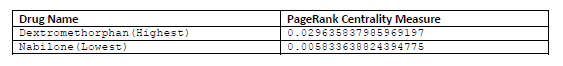 Drug Name PageRank Centrality Measure
Dextromethorphan(Highest) 0.029635837985969197
Nabilone(Lowest) 0.005833638824394775